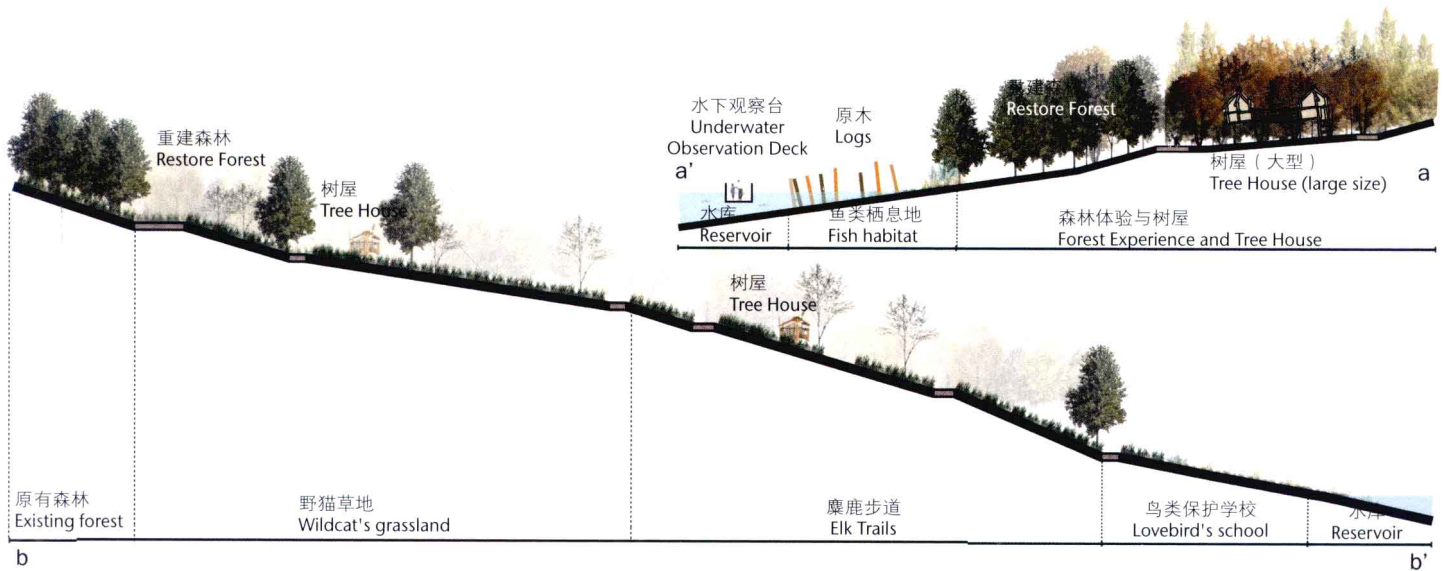 水下观察台
Underwater
Observation Deck
原木
Logs
Restore Forest
a'
树屋（大型）
Tree House (large size)
a
水库
Reservoir
鱼类栖息地
Fish habitat
森林体验与树屋
Forest Experience and Tree House
重建森林
Restore Forest
树屋
Tree House
树屋
Tree House
原有森林
Existing forest
野猫草地
Wildcat's grassland
麋鹿步道
Elk Trails
鸟类保护学校
Lovebird's school
水库
Reservoir
b
b'